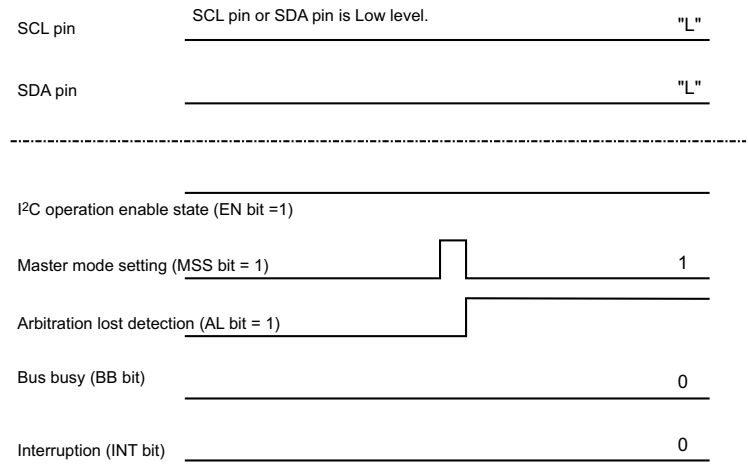 SCL pin or SDA pin is Low level.
SCL pin
"L"
SDA pin
"L"
I²C operation enable state (EN bit =1)
Master mode setting (MSS bit = 1)
1
Arbitration lost detection (AL bit = 1)
Bus busy (BB bit)
0
Interruption (INT bit)
0